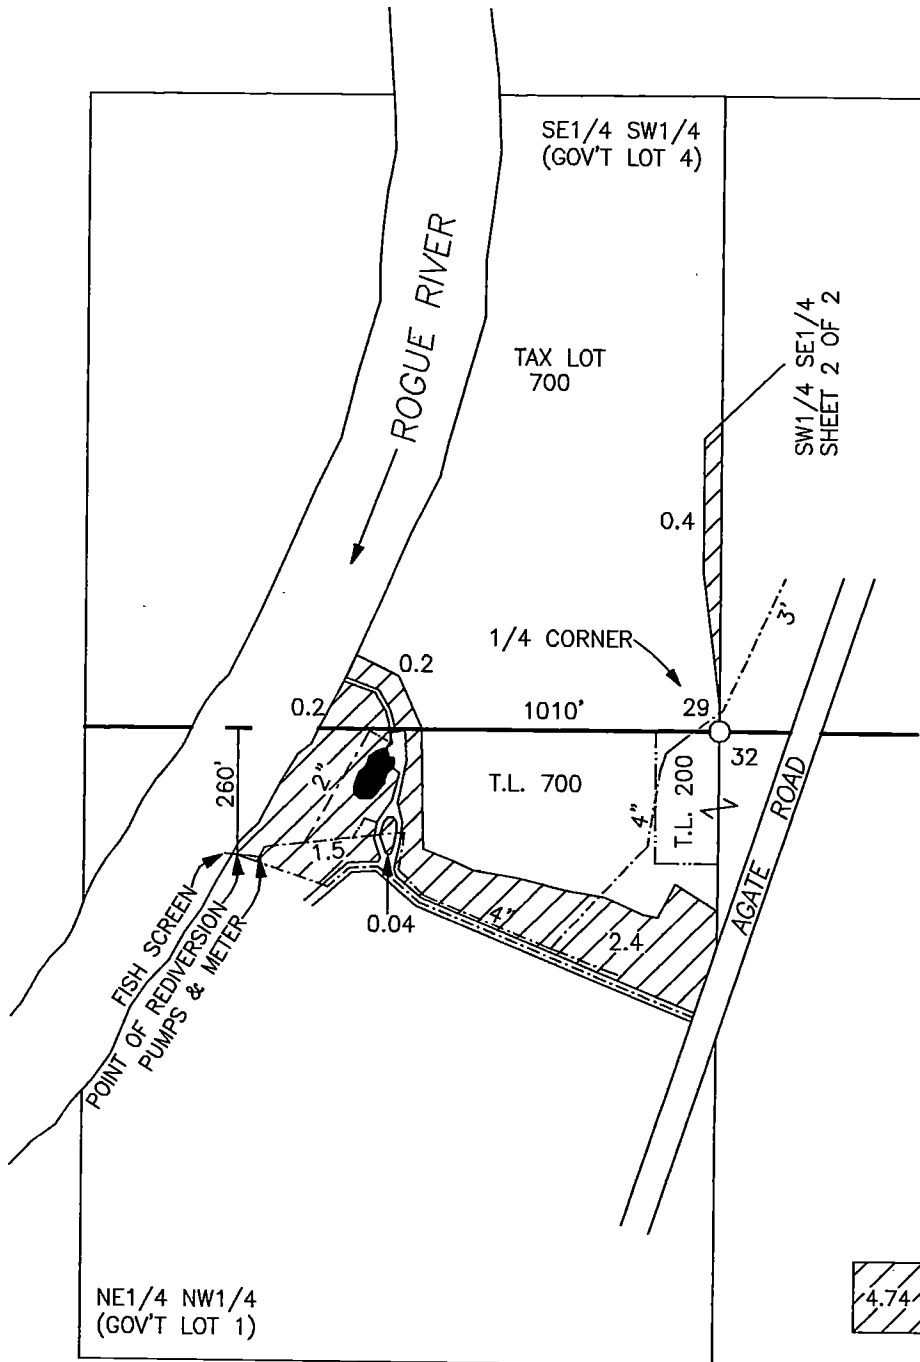 SE1/4 SW1/4
(GOV'T LOT 4)
ROGUE RIVER
TAX LOT
700
SW1/4 SE1/4
SHEET 2 OF 2
0.4
3'
1/4 CORNER
0.2
0.2
1010'
29
32
260'
2"
T.L. 700
4"
T.L. 200
AGATE ROAD
1.5
0.04
4"
2.4
FISH SCREEN
POINT OF REDIVERSION
PUMPS & METER
NE1/4 NW1/4
(GOV'T LOT 1)
4.74